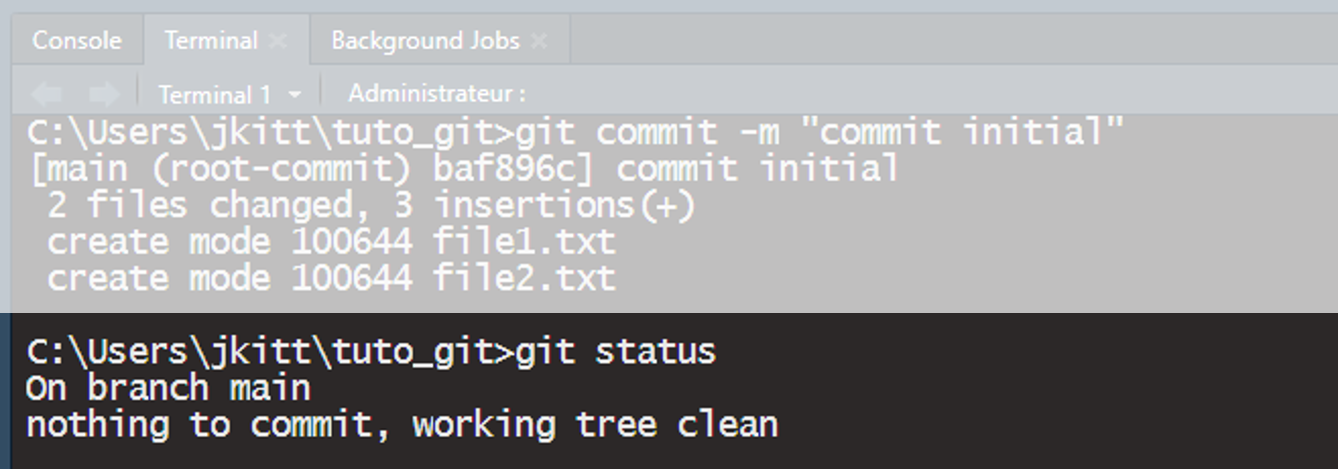 Console Terminal Background Jobs
Terminal 1 Administrateur :
C:\Users\jkitt\tuto_git>git commit -m "commit initial"
[main (root-commit) baf896c] commit initial
2 files changed, 3 insertions(+)
create mode 100644 file1.txt
create mode 100644 file2.txt
C:\Users\jkitt\tuto_git>git status
On branch main
nothing to commit, working tree clean